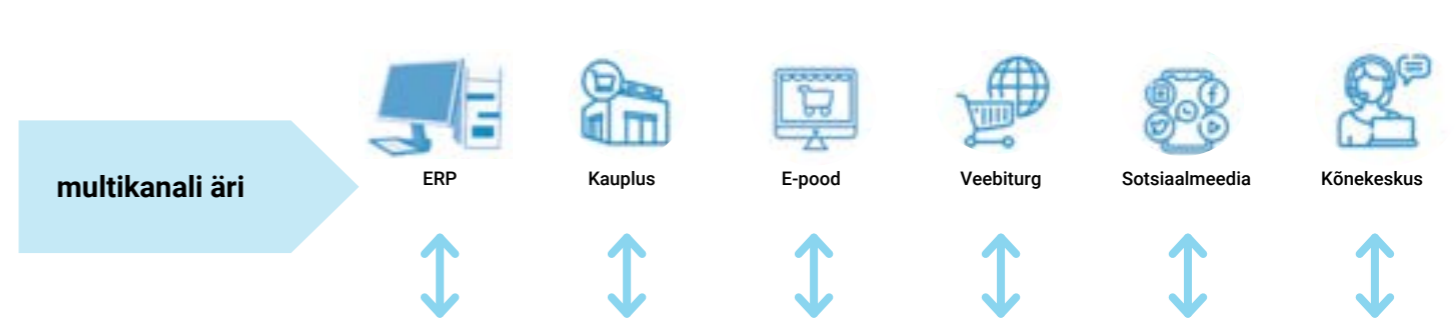 multikanali äri
ERP
Kauplus
E-pood
Veebiturg
Sotsiaalmeedia
Kõnekeskus